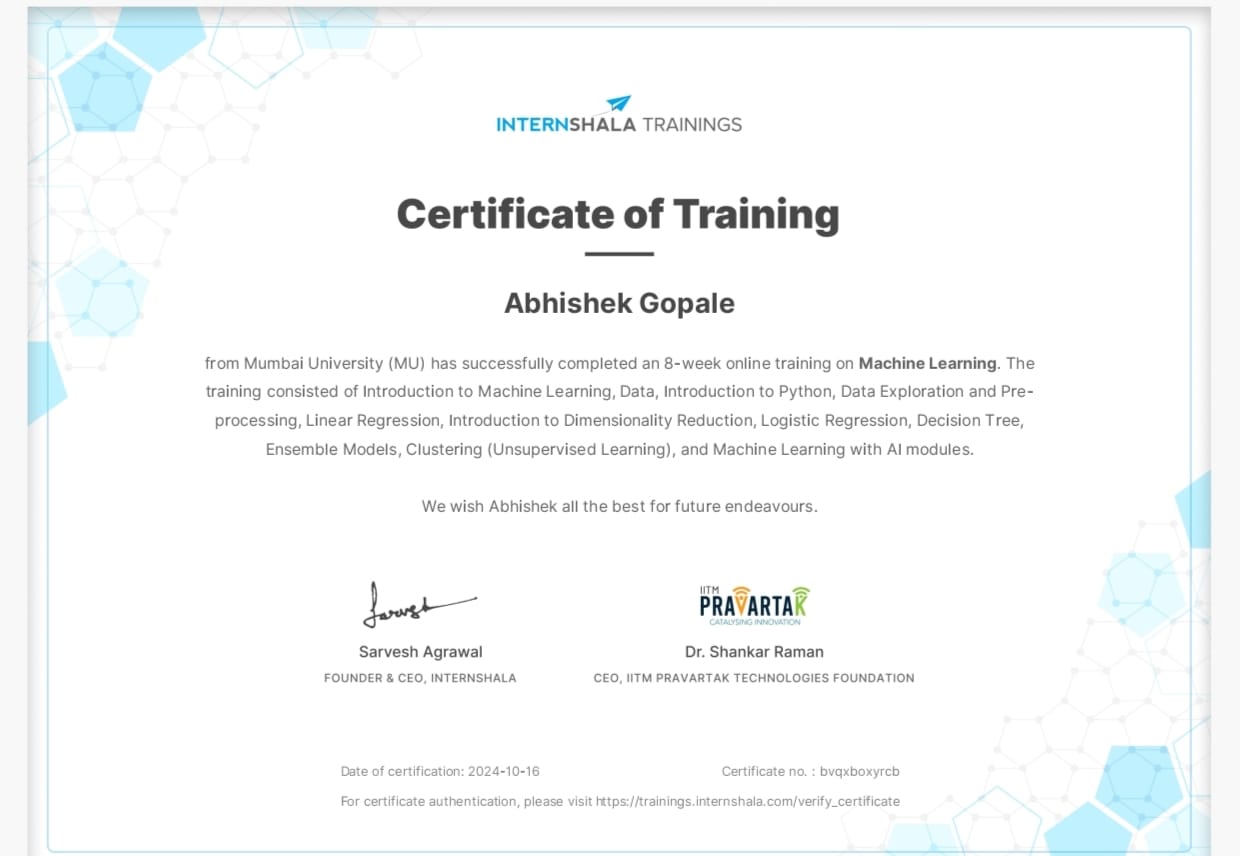 INTERNSHALA TRAININGS
Certificate of Training
Abhishek Gopale
from Mumbai University (MU) has successfully completed an 8-week online training on Machine Learning. The
training consisted of Introduction to Machine Learning, Data, Introduction to Python, Data Exploration and Pre-
processing, Linear Regression, Introduction to Dimensionality Reduction, Logistic Regression, Decision Tree,
Ensemble Models, Clustering (Unsupervised Learning), and Machine Learning with AI modules.
We wish Abhishek all the best for future endeavours.
Sarvesh
IITM
PRAVARTAK
CATALYSING INNOVATION
Sarvesh Agrawal
Dr. Shankar Raman
FOUNDER & CEO, INTERNSHALA
CEO, IITM PRAVARTAK TECHNOLOGIES FOUNDATION
Date of certification: 2024-10-16
Certificate no. : bvqxboxyrcb
For certificate authentication, please visit https://trainings.internshala.com/verify_certificate